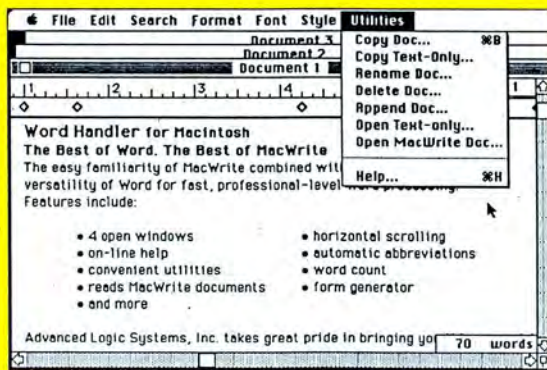 File Edit Search Format Font Style Utilities
Document 3
Document 2
Document 1
Copy Doc... ⌘B
Copy Text-Only...
Rename Doc...
Delete Doc...
Append Doc...
Open Text-only...
Open MacWrite Doc...
Help... ⌘H
1 2 3 4 1
Word Handler for Macintosh
The Best of Word, The Best of MacWrite
The easy familiarity of MacWrite combined wit
versatility of Word for fast, professional-level word processing.
Features include:
• 4 open windows • horizontal scrolling
• on-line help • automatic abbreviations
• convenient utilities • word count
• reads MacWrite documents • form generator
• and more
Advanced Logic Systems, Inc. takes great pride in bringing yo
70 words